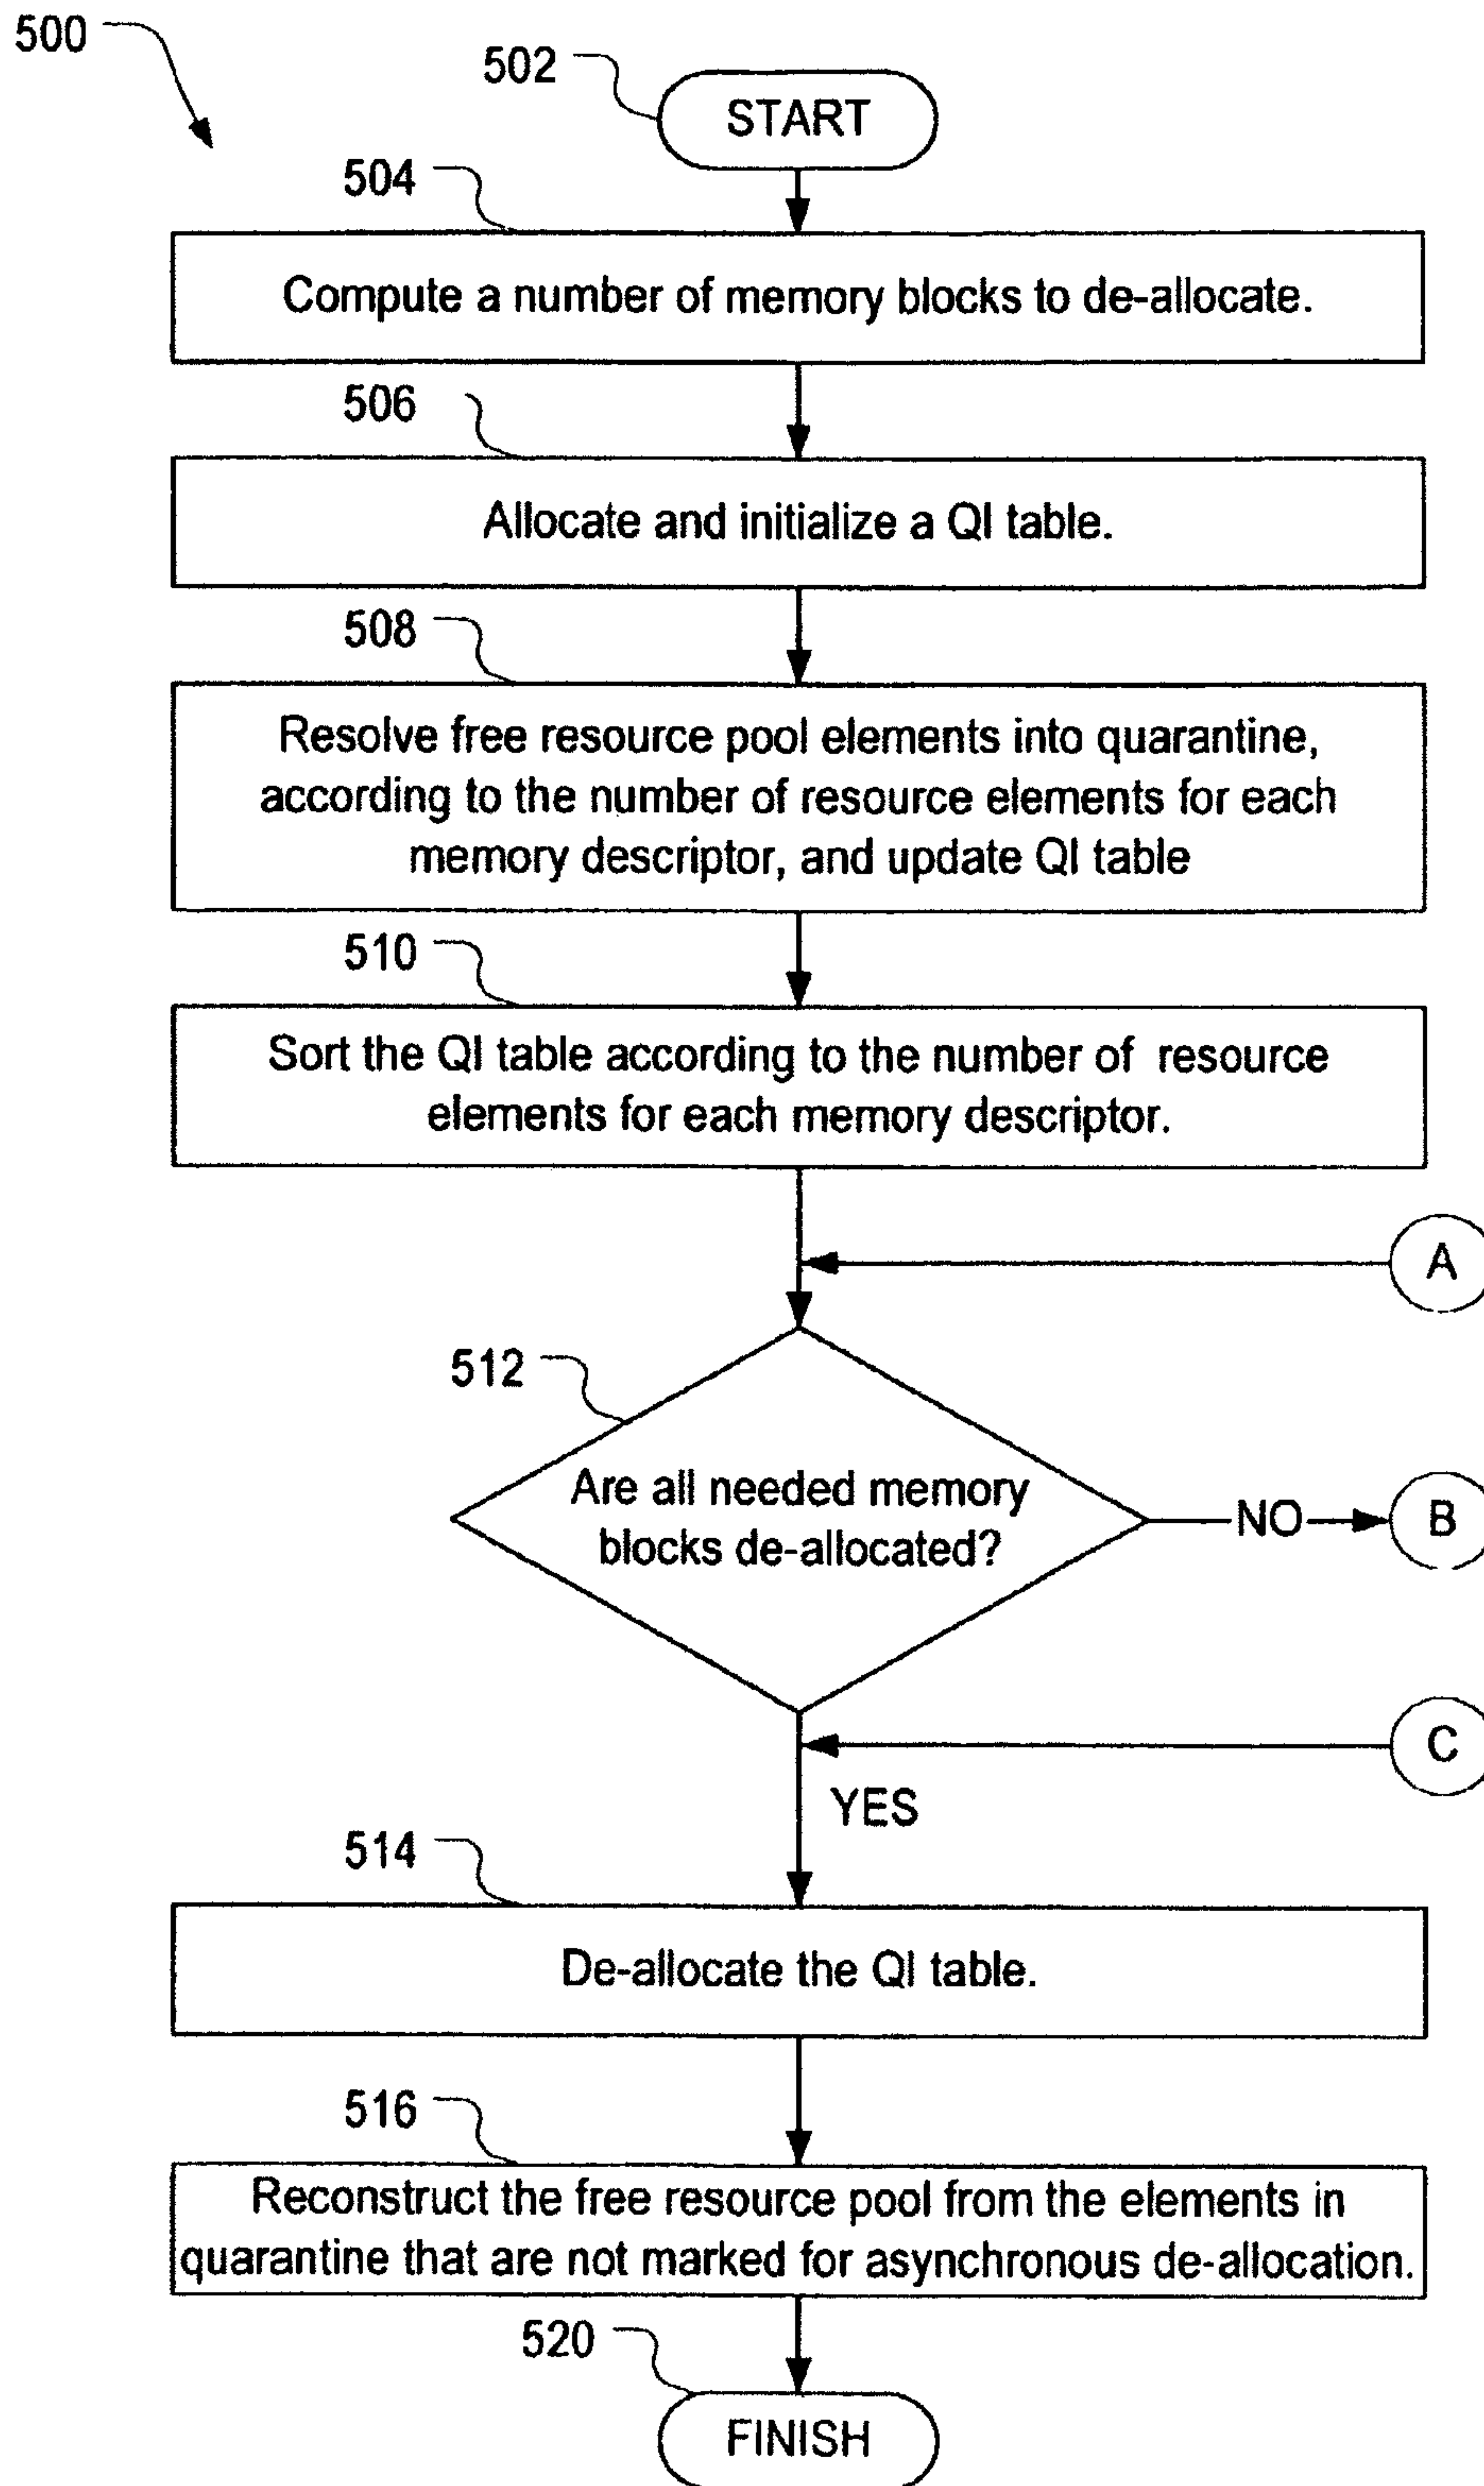 500
502
START
504
Compute a number of memory blocks to de-allocate.
506
Allocate and initialize a QI table.
508
Resolve free resource pool elements into quarantine,
according to the number of resource elements for each
memory descriptor, and update QI table
510
Sort the QI table according to the number of resource
elements for each memory descriptor.
A
512
Are all needed memory
blocks de-allocated?
NO
B
C
YES
514
De-allocate the QI table.
516
Reconstruct the free resource pool from the elements in
quarantine that are not marked for asynchronous de-allocation.
520
FINISH